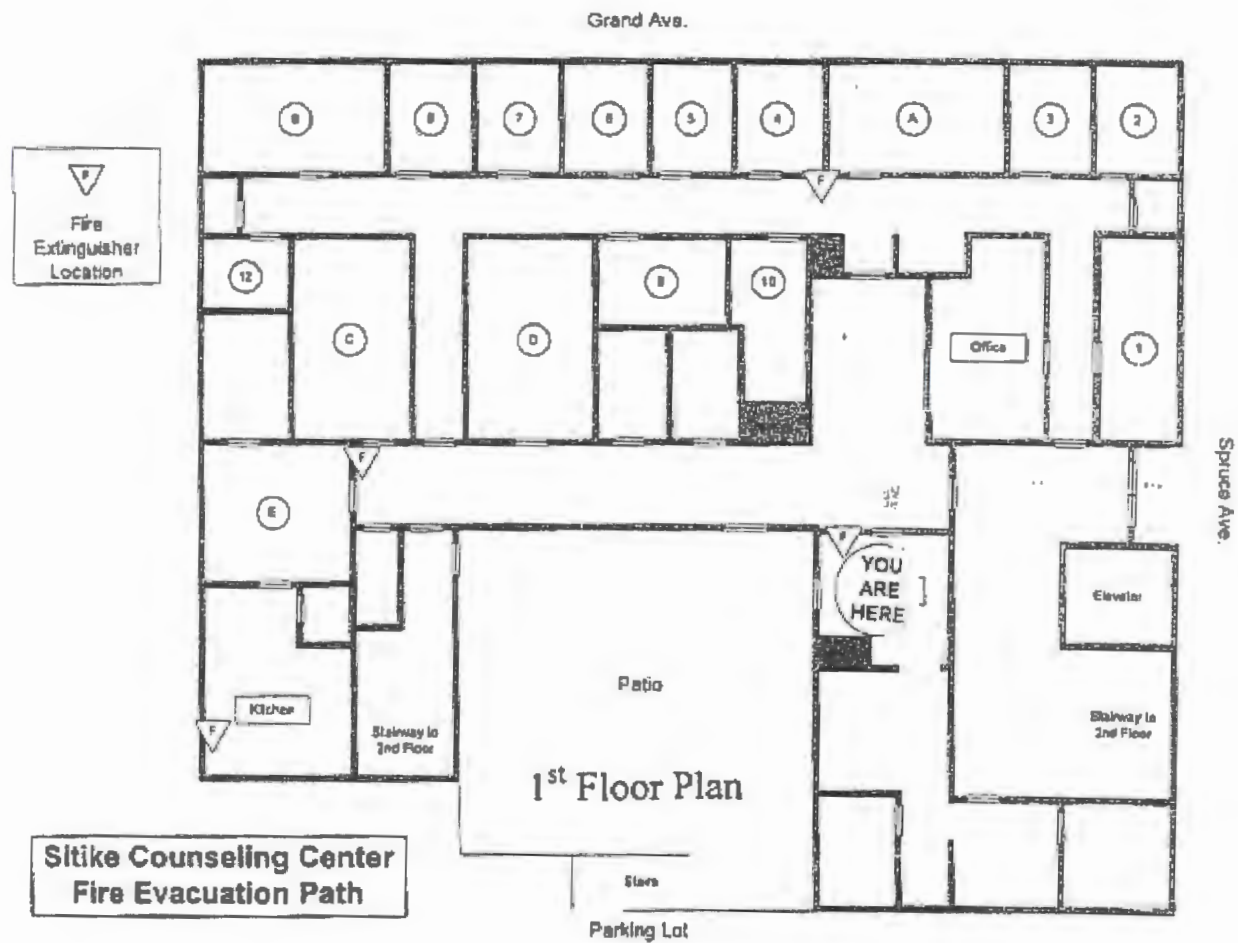 Grand Ave.
8
7
6
5
4
A
3
2
F
Fire
Extinguisher
Location
F
12
C
D
10
Office
1
Spruce Ave.
F
E
F
YOU
ARE
HERE
Elevator
Patio
Kitchen
F
Stairway to
2nd Floor
Stairway to
2nd Floor
1st Floor Plan
Sitike Counseling Center
Fire Evacuation Path
Parking Lot